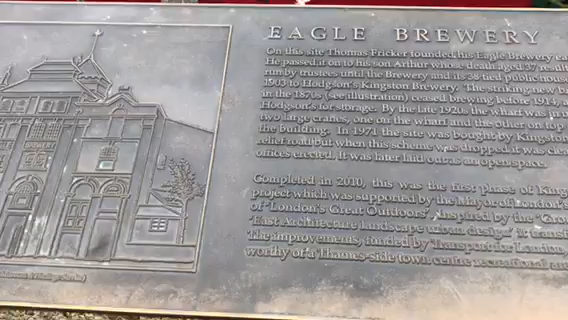 EAGLE BREWERY
On this site Thomas Fricker founded his Eagle Brewery
He passed it on to his son Arthur whose death aged 37
run by trustees until the Brewery and its 38 tied public
1903 to Hodgson's Kingston Brewery. The striking new
in the 1870s (see illustration) ceased brewing before 1914,
Hodgson's for storage. By the mid 1920s the wharf was
two large cranes, one on the wharf and the other on top
the building. In 1971 the site was bought by Kingston
relief road but when this scheme was dropped it was
offices erected. It was later laid out as an open space.
Completed in 2010, this was the first phase of
project which was supported by the Mayor of London's
of 'London's Great Outdoors'. Inspired by the
East Architecture landscape urban design it
The improvements, funded by Transport for London,
worthy of a Thames-side town centre recreational
BREWERY